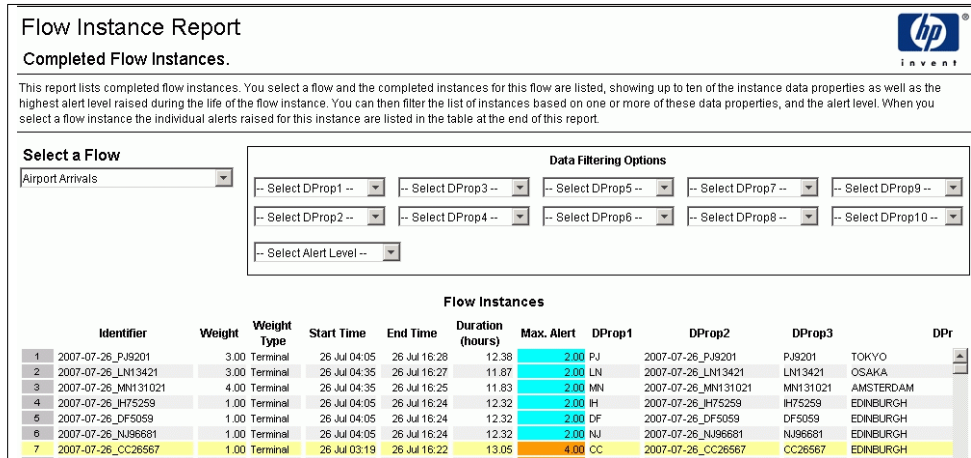 Flow Instance Report
Completed Flow Instances.
hp
®
invent
This report lists completed flow instances. You select a flow and the completed instances for this flow are listed, showing up to ten of the instance data properties as well as the
highest alert level raised during the life of the flow instance. You can then filter the list of instances based on one or more of these data properties, and the alert level. When you
select a flow instance the individual alerts raised for this instance are listed in the table at the end of this report.
Select a Flow
Airport Arrivals
Data Filtering Options
-- Select DProp1 -- -- Select DProp3 -- -- Select DProp5 -- -- Select DProp7 -- -- Select DProp9 --
-- Select DProp2 -- -- Select DProp4 -- -- Select DProp6 -- -- Select DProp8 -- -- Select DProp10 --
-- Select Alert Level --
Flow Instances
Identifier Weight Weight Type Start Time End Time Duration (hours) Max. Alert DProp1 DProp2 DProp3 DPr
1 2007-07-26_PJ9201 3.00 Terminal 26 Jul 04:05 26 Jul 16:28 12.38 2.00 PJ 2007-07-26_PJ9201 PJ9201 TOKYO
2 2007-07-26_LN13421 3.00 Terminal 26 Jul 04:35 26 Jul 16:27 11.87 2.00 LN 2007-07-26_LN13421 LN13421 OSAKA
3 2007-07-26_MN131021 4.00 Terminal 26 Jul 04:35 26 Jul 16:25 11.83 2.00 MN 2007-07-26_MN131021 MN131021 AMSTERDAM
4 2007-07-26_IH75259 1.00 Terminal 26 Jul 04:05 26 Jul 16:24 12.32 2.00 IH 2007-07-26_IH75259 IH75259 EDINBURGH
5 2007-07-26_DF5059 1.00 Terminal 26 Jul 04:05 26 Jul 16:24 12.32 2.00 DF 2007-07-26_DF5059 DF5059 EDINBURGH
6 2007-07-26_NJ96681 1.00 Terminal 26 Jul 04:05 26 Jul 16:24 12.32 2.00 NJ 2007-07-26_NJ96681 NJ96681 EDINBURGH
7 2007-07-26_CC26567 1.00 Terminal 26 Jul 03:19 26 Jul 16:22 13.05 4.00 CC 2007-07-26_CC26567 CC26567 EDINBURGH